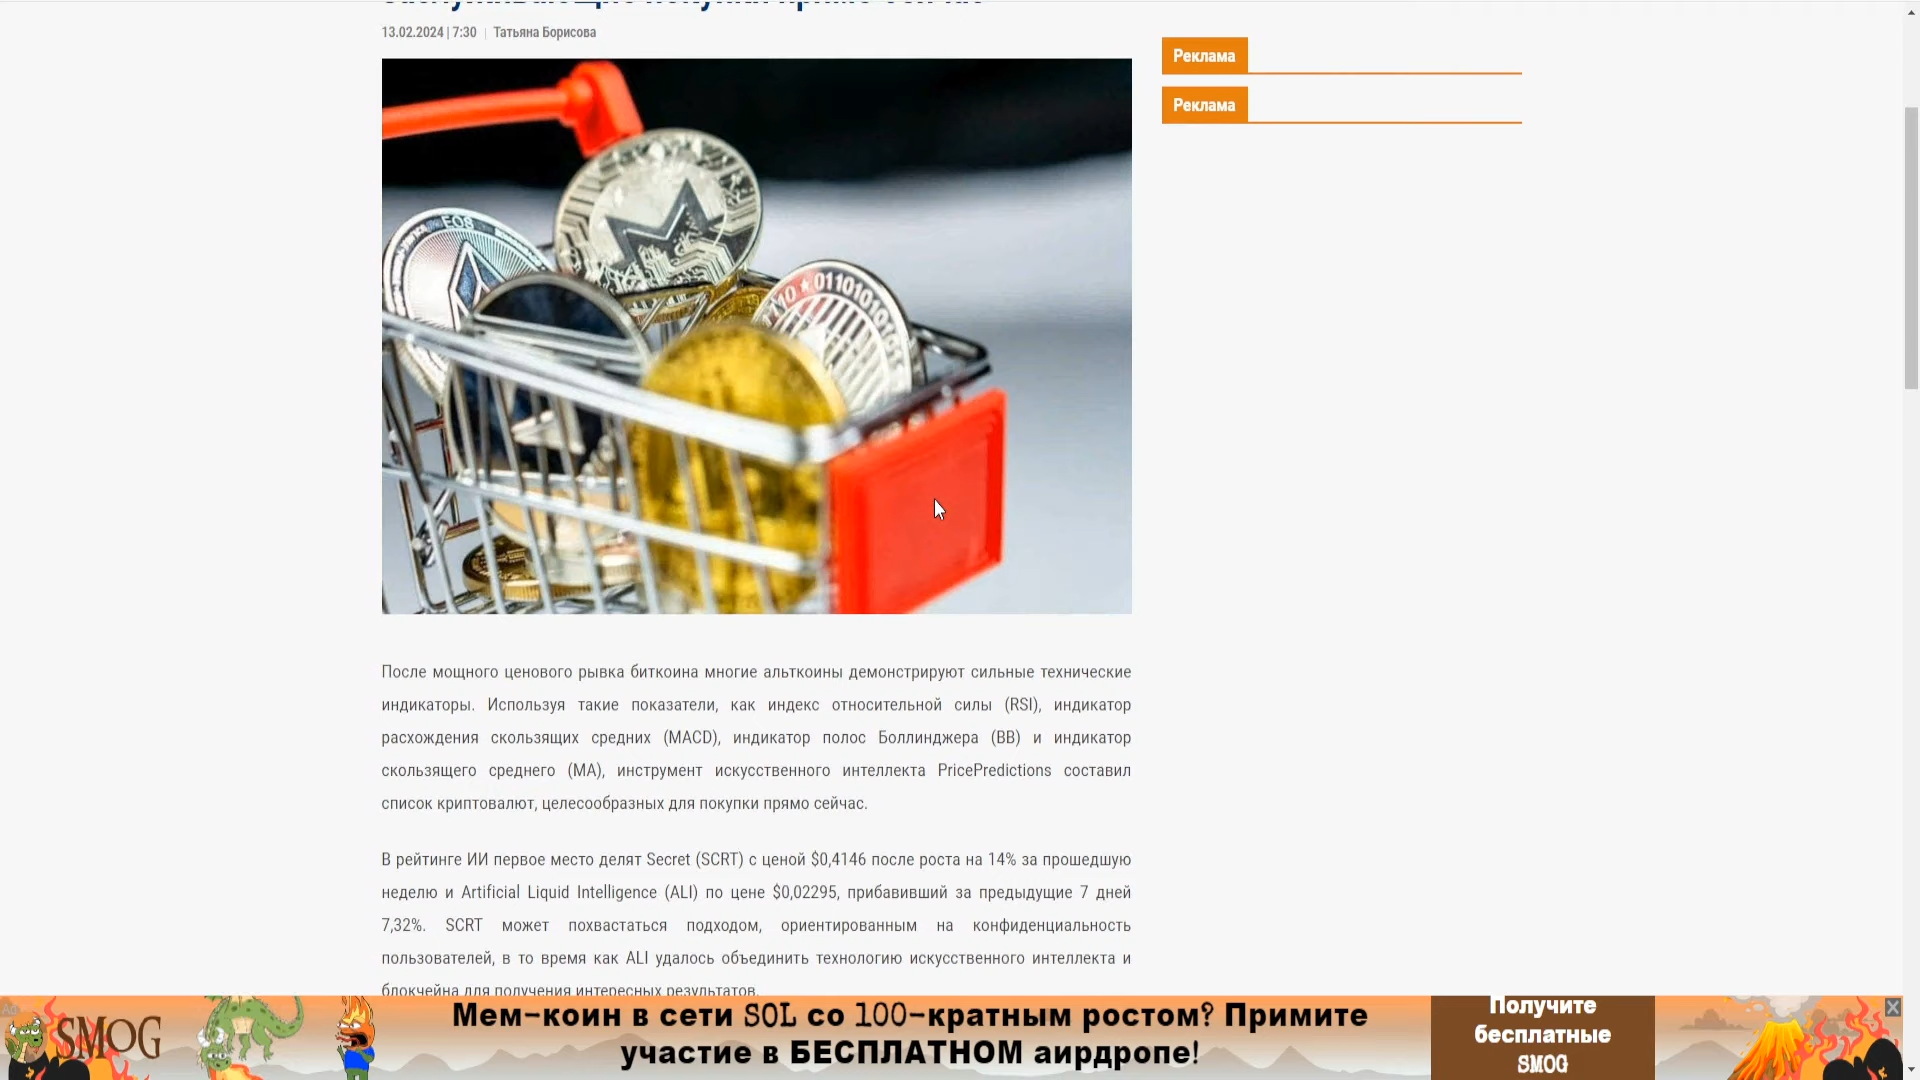 13.02.2024 | 7:30 | Татьяна Борисова
Реклама
Реклама
EOS
После мощного ценового рывка биткоина многие альткоины демонстрируют сильные технические
индикаторы. Используя такие показатели, как индекс относительной силы (RSI), индикатор
расхождения скользящих средних (MACD), индикатор полос Боллинджера (BB) и индикатор
скользящего среднего (MA), инструмент искусственного интеллекта PricePredictions составил
список криптовалют, целесообразных для покупки прямо сейчас.
В рейтинге ИИ первое место делят Secret (SCRT) с ценой $0,4146 после роста на 14% за прошедшую
неделю и Artificial Liquid Intelligence (ALI) по цене $0,02295, прибавивший за предыдущие 7 дней
7,32%. SCRT может похвастаться подходом, ориентированным на конфиденциальность
пользователей, в то время как ALI удалось объединить технологию искусственного интеллекта и
блокчейна для получения интересных результатов.
Ad
SMOG
Мем-коин в сети SOL со 100-кратным ростом? Примите
участие в БЕСПЛАТНОМ аирдропе!
Получите
бесплатные
SMOG